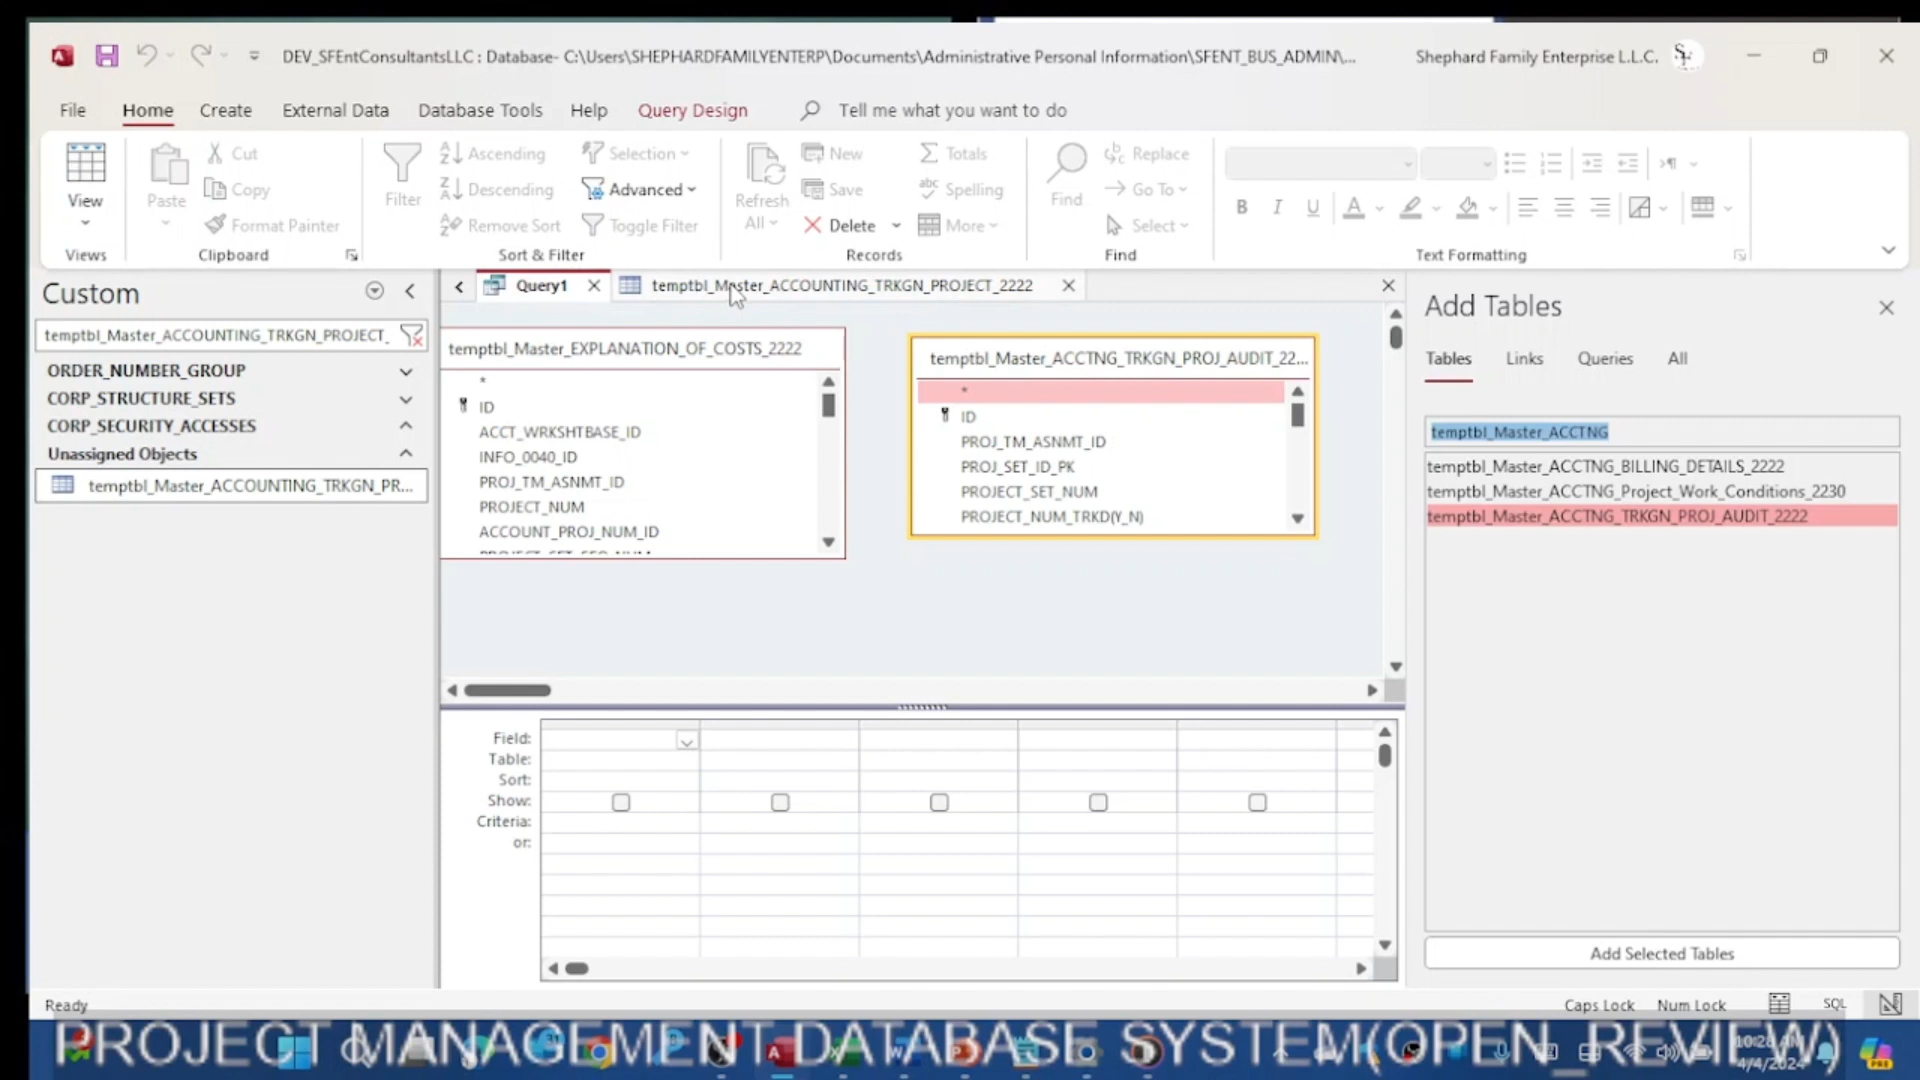 DEV_SFEntConsultantsLLC : Database- C:\Users\SHEPHARDFAMILYENTERP\Documents\Administrative Personal Information\SFENT_BUS_ADMIN\...
Shephard Family Enterprise L.L.C.
File Home Create External Data Database Tools Help Query Design Tell me what you want to do
View
Views
Paste
Cut
Copy
Format Painter
Clipboard
Filter
Ascending
Descending
Remove Sort
Selection
Advanced
Toggle Filter
Sort & Filter
Refresh
All
New
Save
Delete
Totals
Spelling
More
Records
Find
Replace
Go To
Select
Find
B I U
Text Formatting
Custom
temptbl_Master_ACCOUNTING_TRKGN_PROJECT_
ORDER_NUMBER_GROUP
CORP_STRUCTURE_SETS
CORP_SECURITY_ACCESSES
Unassigned Objects
temptbl_Master_ACCOUNTING_TRKGN_PR...
Query1
temptbl_Master_ACCOUNTING_TRKGN_PROJECT_2222
temptbl_Master_EXPLANATION_OF_COSTS_2222
*
ID
ACCT_WRKSHTBASE_ID
INFO_0040_ID
PROJ_TM_ASNMT_ID
PROJECT_NUM
ACCOUNT_PROJ_NUM_ID
temptbl_Master_ACCTNG_TRKGN_PROJ_AUDIT_22...
*
ID
PROJ_TM_ASNMT_ID
PROJ_SET_ID_PK
PROJECT_SET_NUM
PROJECT_NUM_TRKD(Y_N)
Field:
Table:
Sort:
Show:
Criteria:
or:
Add Tables
Tables Links Queries All
temptbl_Master_ACCTNG
temptbl_Master_ACCTNG_BILLING_DETAILS_2222
temptbl_Master_ACCTNG_Project_Work_Conditions_2230
temptbl_Master_ACCTNG_TRKGN_PROJ_AUDIT_2222
Add Selected Tables
Ready
Caps Lock Num Lock SQL
PROJECT MANAGEMENT DATABASE SYSTEM(OPEN_REVIEW)
4/4/2024